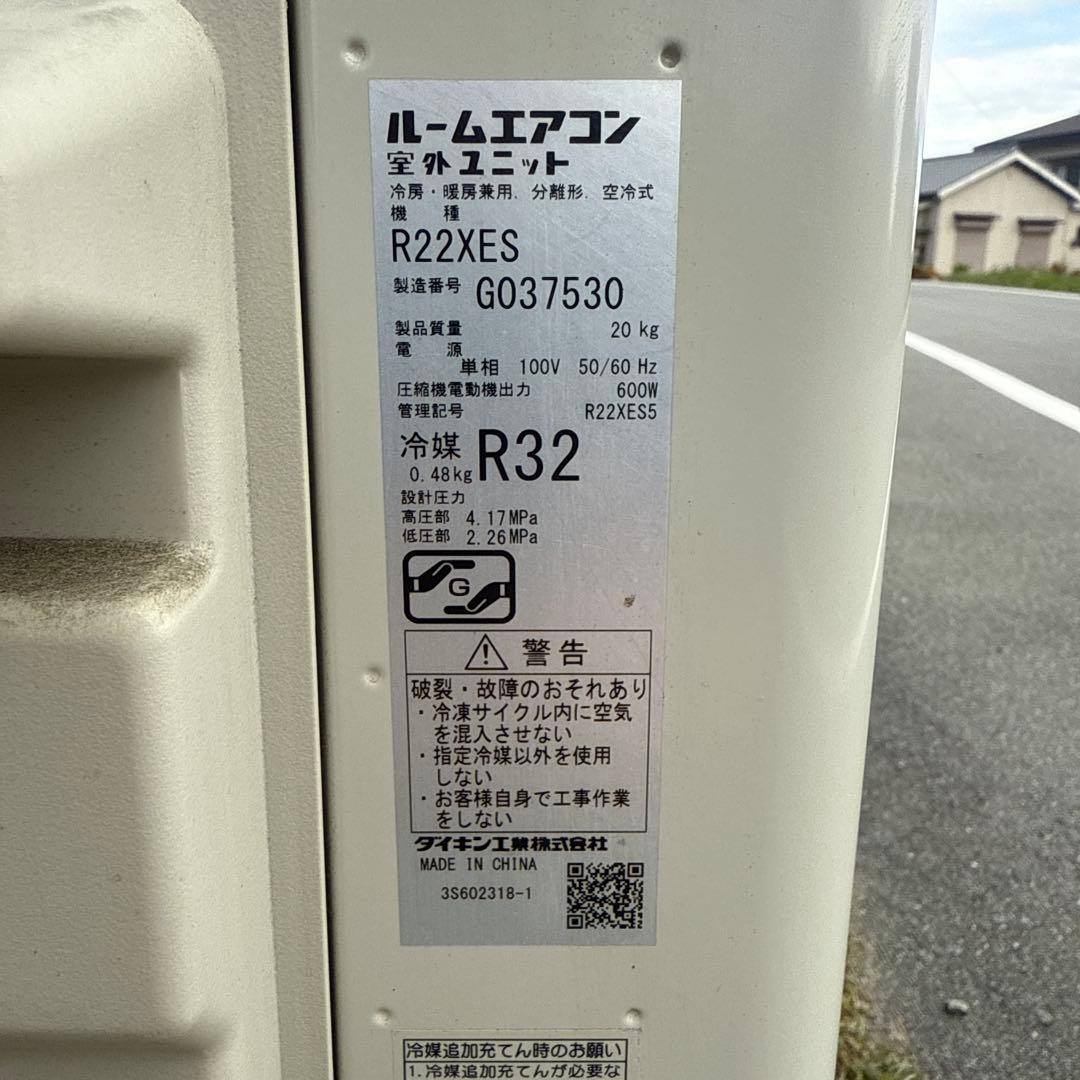 ルームエアコン
室外ユニット
冷房・暖房兼用、分離形、空冷式
機 種
R22XES
製造番号 G037530
製品質量 20 kg
電 源
単相 100V 50/60 Hz
圧縮機電動機出力 600W
管理記号 R22XES5
冷媒 R32
0.48kg
設計圧力
高圧部 4.17MPa
低圧部 2.26MPa
G
警告
破裂・故障のおそれあり
・冷凍サイクル内に空気
を混入させない
・指定冷媒以外を使用
しない
・お客様自身で工事作業
をしない
ダイキン工業株式会社
MADE IN CHINA
3S602318-1
冷媒追加充てん時のお願い
1.冷媒追加充てんが必要な